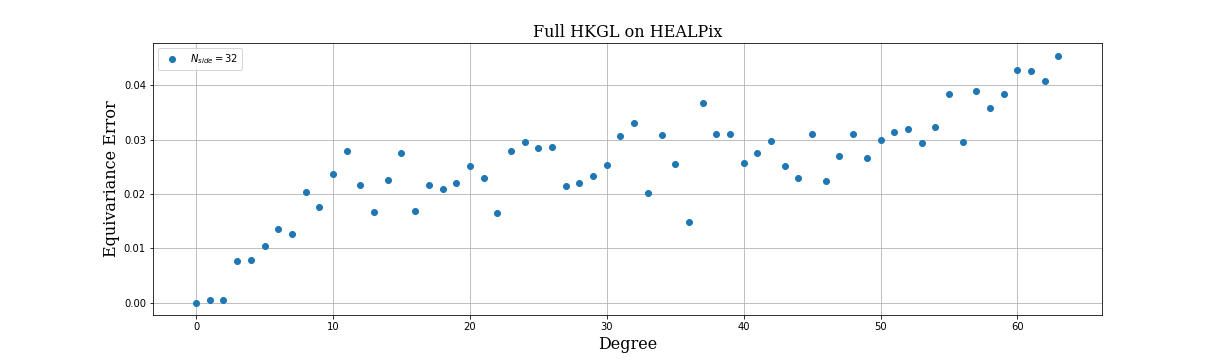 Full HKGL on HEALPix
N_side = 32
Equivariance Error
0.04
0.03
0.02
0.01
0.00
0 10 20 30 40 50 60
Degree